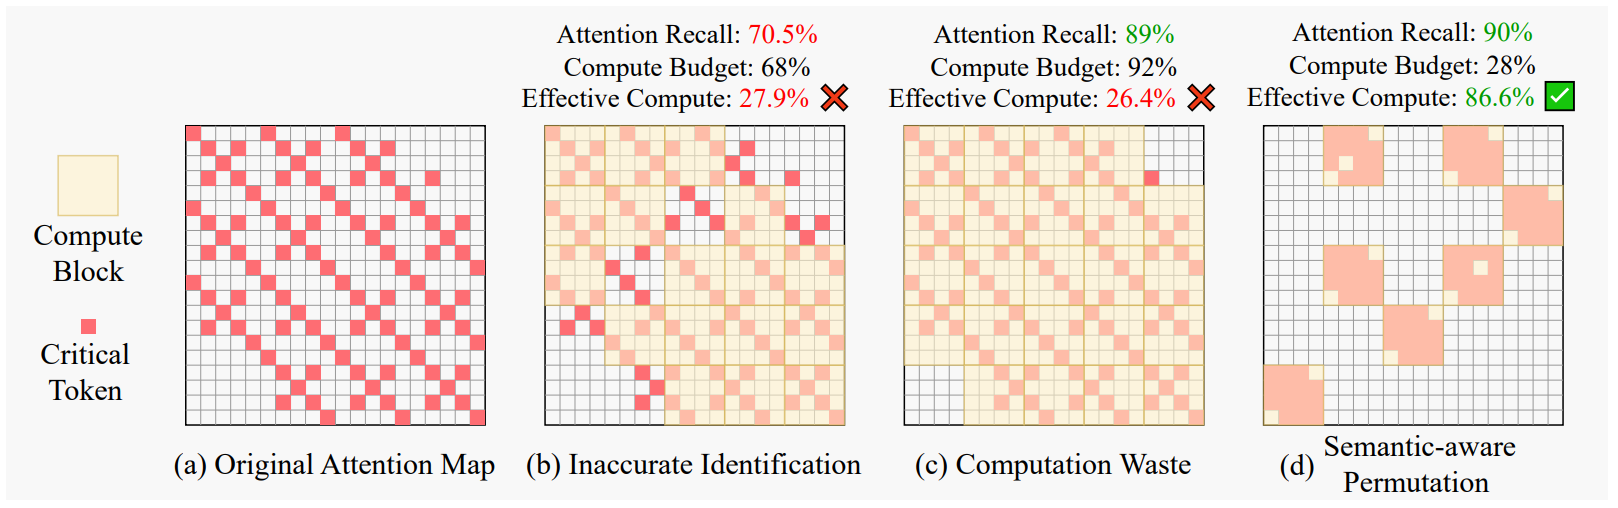 Compute
Block
Critical
Token
(a) Original Attention Map
Attention Recall: 70.5%
Compute Budget: 68%
Effective Compute: 27.9%
(b) Inaccurate Identification
Attention Recall: 89%
Compute Budget: 92%
Effective Compute: 26.4%
(c) Computation Waste
Attention Recall: 90%
Compute Budget: 28%
Effective Compute: 86.6%
(d) Semantic-aware
Permutation